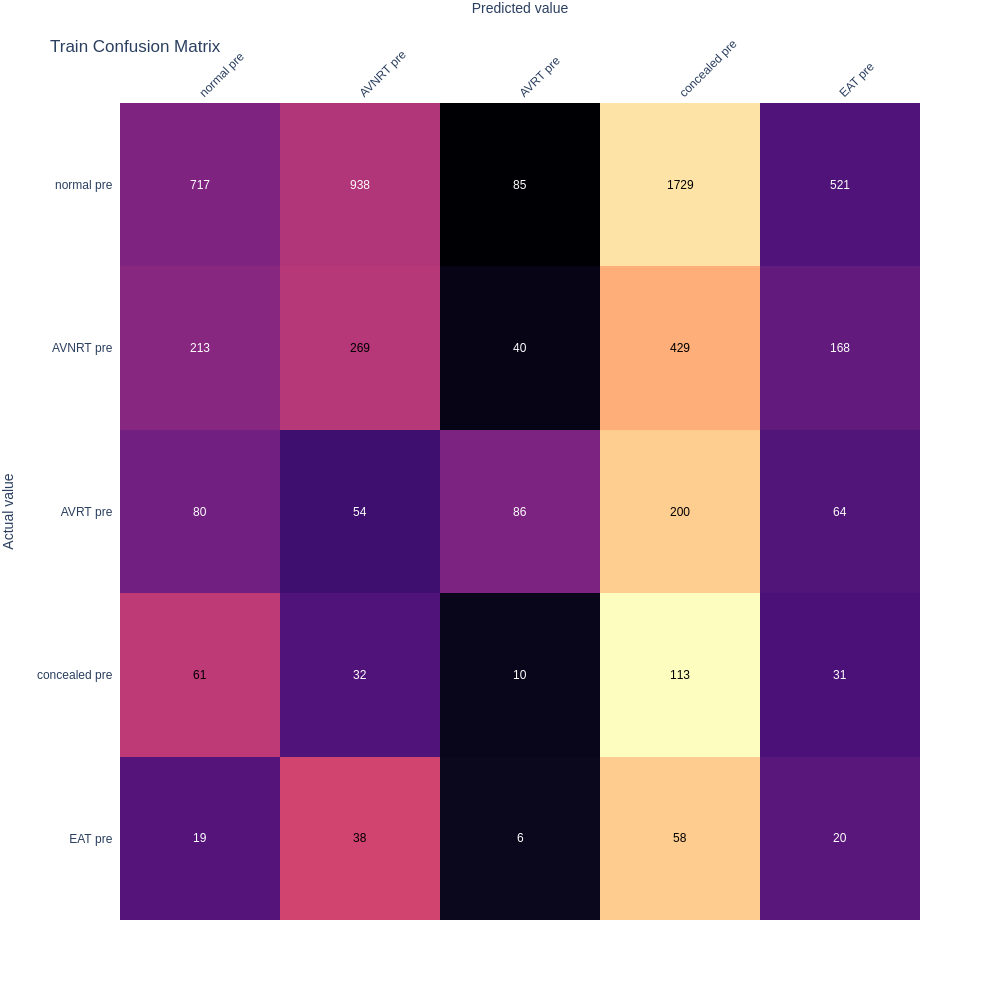 Predicted value
Train Confusion Matrix
normal pre AVNRT pre AVRT pre concealed pre EAT pre
normal pre 717 938 85 1729 521
AVNRT pre 213 269 40 429 168
AVRT pre 80 54 86 200 64
concealed pre 61 32 10 113 31
EAT pre 19 38 6 58 20
Actual value